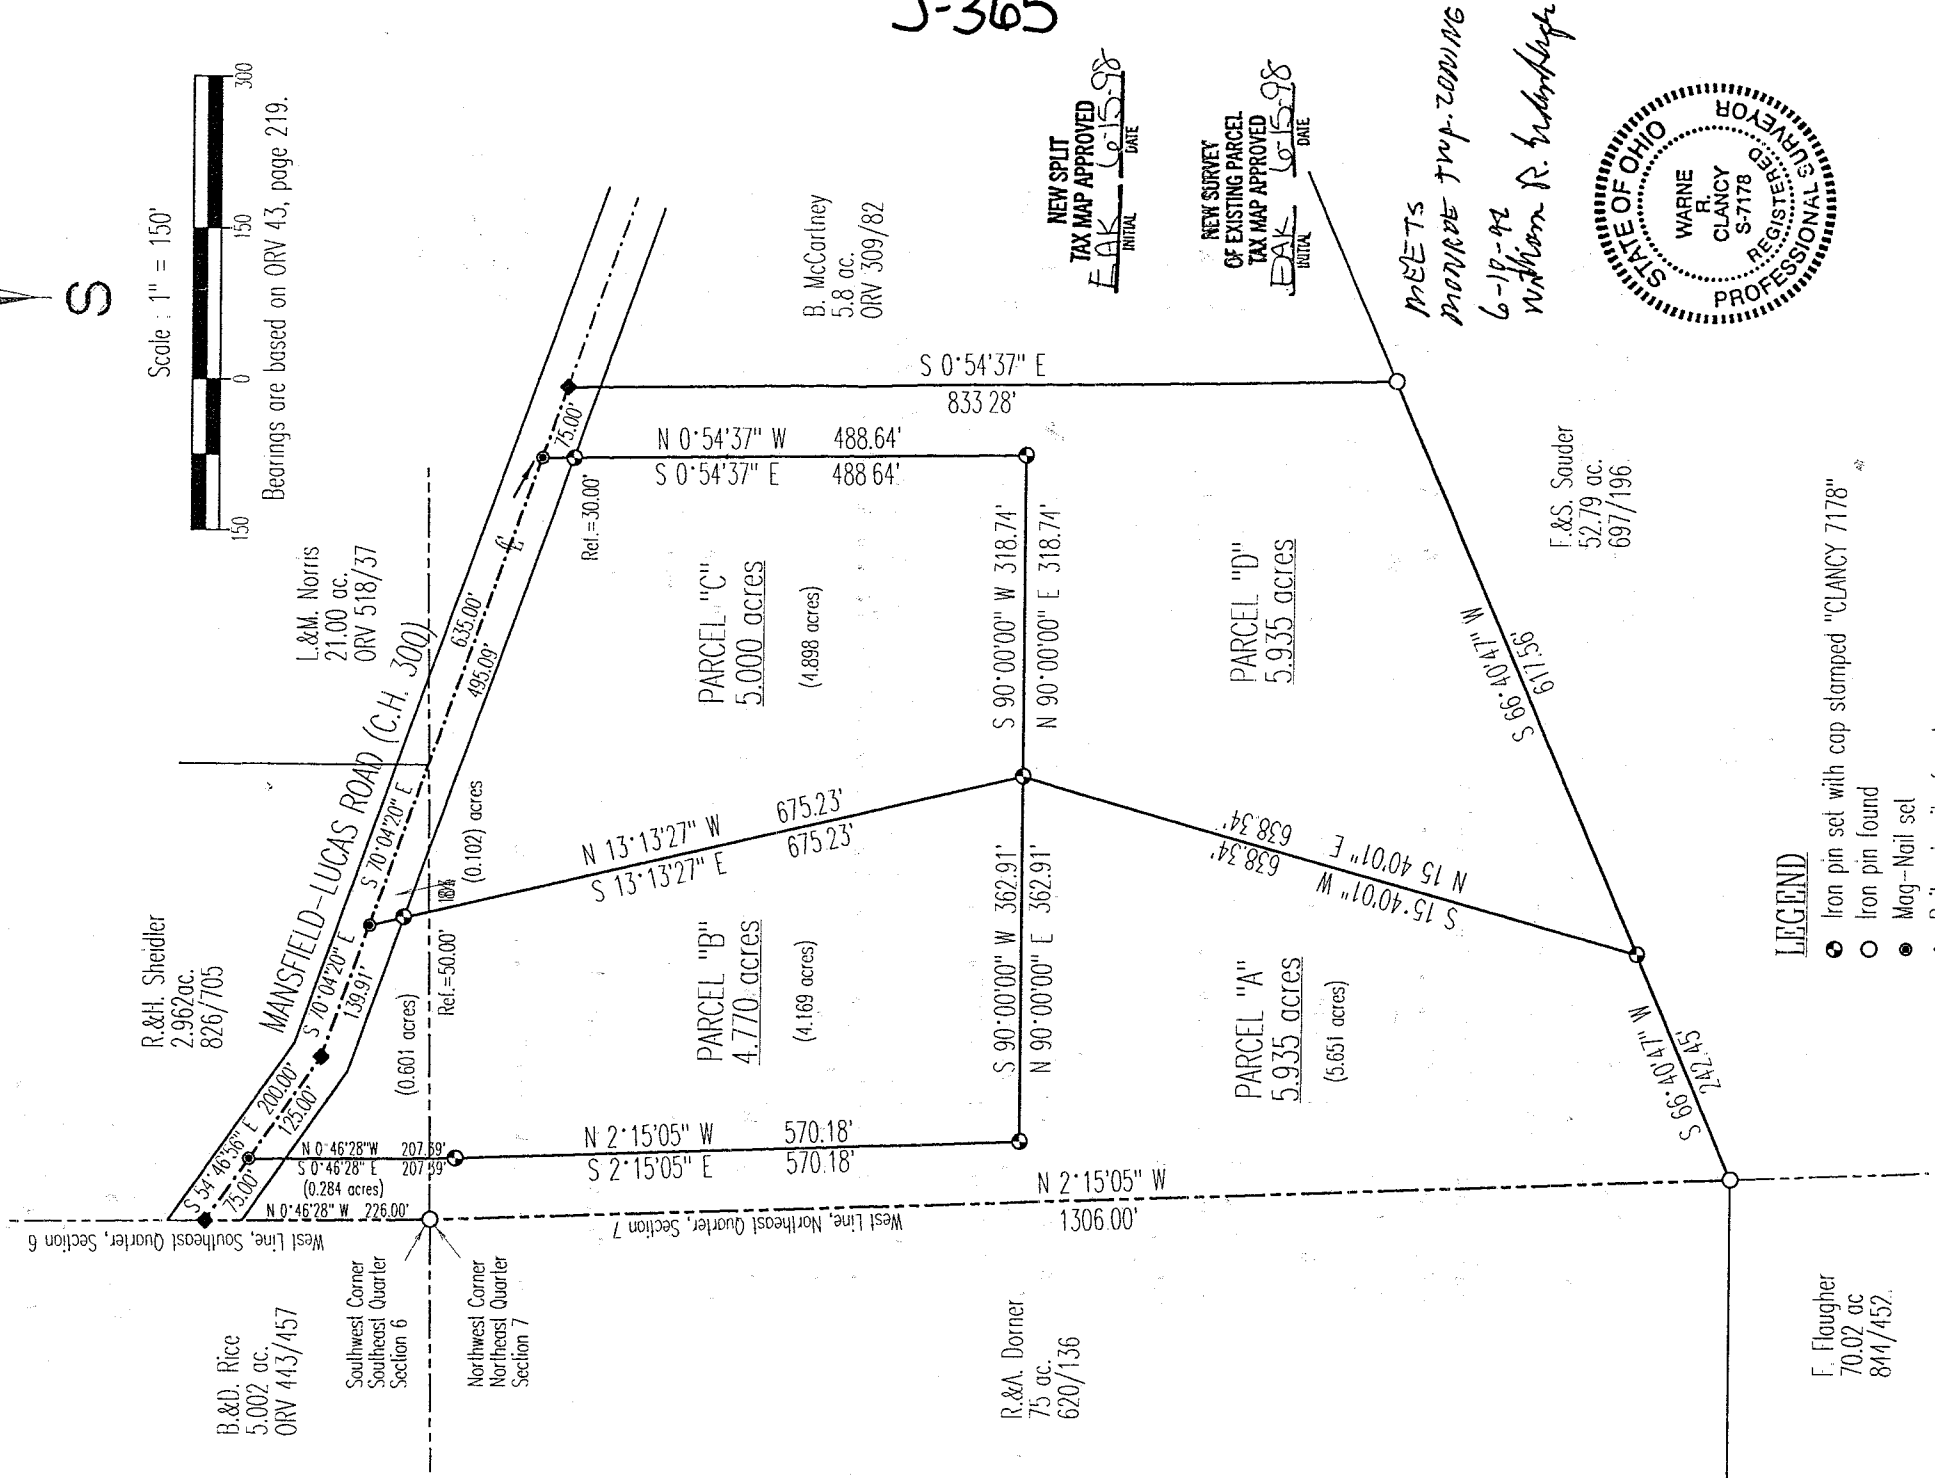 J-365
S
Scale : 1" = 150'
150
0
150
300
Bearings are based on ORV 43, page 219.
NEW SPLIT
TAX MAP APPROVED
EAK 6-15-98
INITIAL DATE
NEW SURVEY
OF EXISTING PARCEL
TAX MAP APPROVED
EAK 6-15-98
INITIAL DATE
MEETS
MONROE TWP. ZONING
STATE OF OHIO
WARNE
R.
CLANCY
S-7178
REGISTERED
PROFESSIONAL SURVEYOR
B. McCartney
5.8 ac.
ORV 309/82
L.&M. Norris
21.00 ac.
ORV 518/37
R.&H. Sheidler
2.962ac.
826/705
MANSFIELD-LUCAS ROAD (C.H. 300)
S 54°46'56" E 200.00'
75.00'
125.00'
S 70°04'20" E
139.91'
S 70°04'20" E
635.00'
495.09'
75.00'
Ref.=30.00'
Ref.=50.00'
N 0°46'28"W 207.59'
S 0°46'28" E 207.59'
(0.284 acres)
N 0°46'28" W 226.00'
(0.601 acres)
(0.102) acres
S 0°54'37" E
833.28'
N 0°54'37" W 488.64'
S 0°54'37" E 488.64'
PARCEL "C"
5.000 acres
(4.898 acres)
N 13°13'27" W 675.23'
S 13°13'27" E 675.23'
PARCEL "B"
4.770 acres
(4.169 acres)
N 2°15'05" W 570.18'
S 2°15'05" E 570.18'
S 90°00'00" W 318.74'
N 90°00'00" E 318.74'
S 90°00'00" W 362.91'
N 90°00'00" E 362.91'
PARCEL "D"
5.935 acres
PARCEL "A"
5.935 acres
(5.651 acres)
N 15°40'01" E 638.34'
S 15°40'01" W 638.34'
S 66°40'47" W
617.56'
S 66°40'47" W
242.45'
N 2°15'05" W
1306.00'
West Line, Southeast Quarter, Section 6
West Line, Northeast Quarter, Section 7
Southwest Corner
Southeast Quarter
Section 6
Northwest Corner
Northeast Quarter
Section 7
B.&D. Rice
5.002 ac.
ORV 443/457
R.&A. Dorner
75 ac.
620/136
F. Flaugher
70.02 ac
844/452
F.&S. Sauder
52.79 ac.
697/196
LEGEND
Iron pin set with cap stamped "CLANCY 7178"
Iron pin found
Mag-Nail set